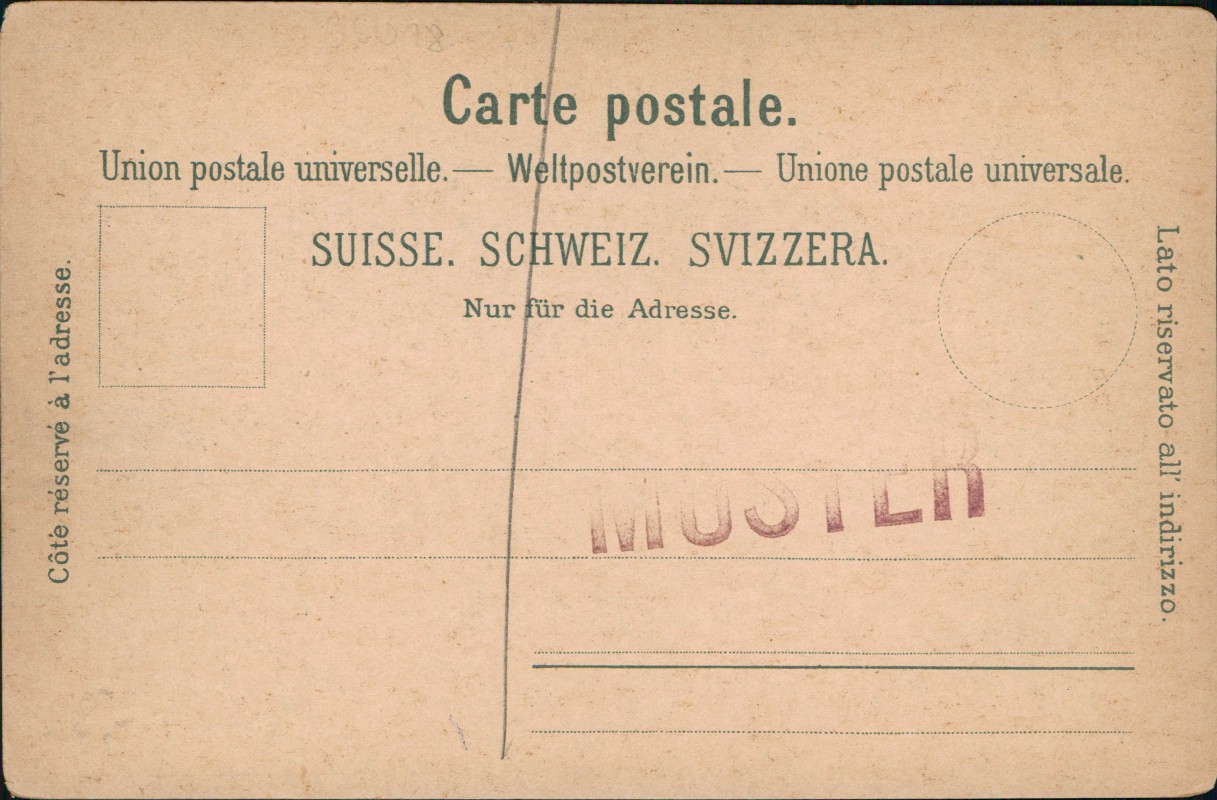 Carte postale.
Union postale universelle.— Weltpostverein.— Unione postale universale.
SUISSE. SCHWEIZ. SVIZZERA.
Nur für die Adresse.
Côté réservé à l'adresse.
Lato riservato all' indirizzo.
MUSTER